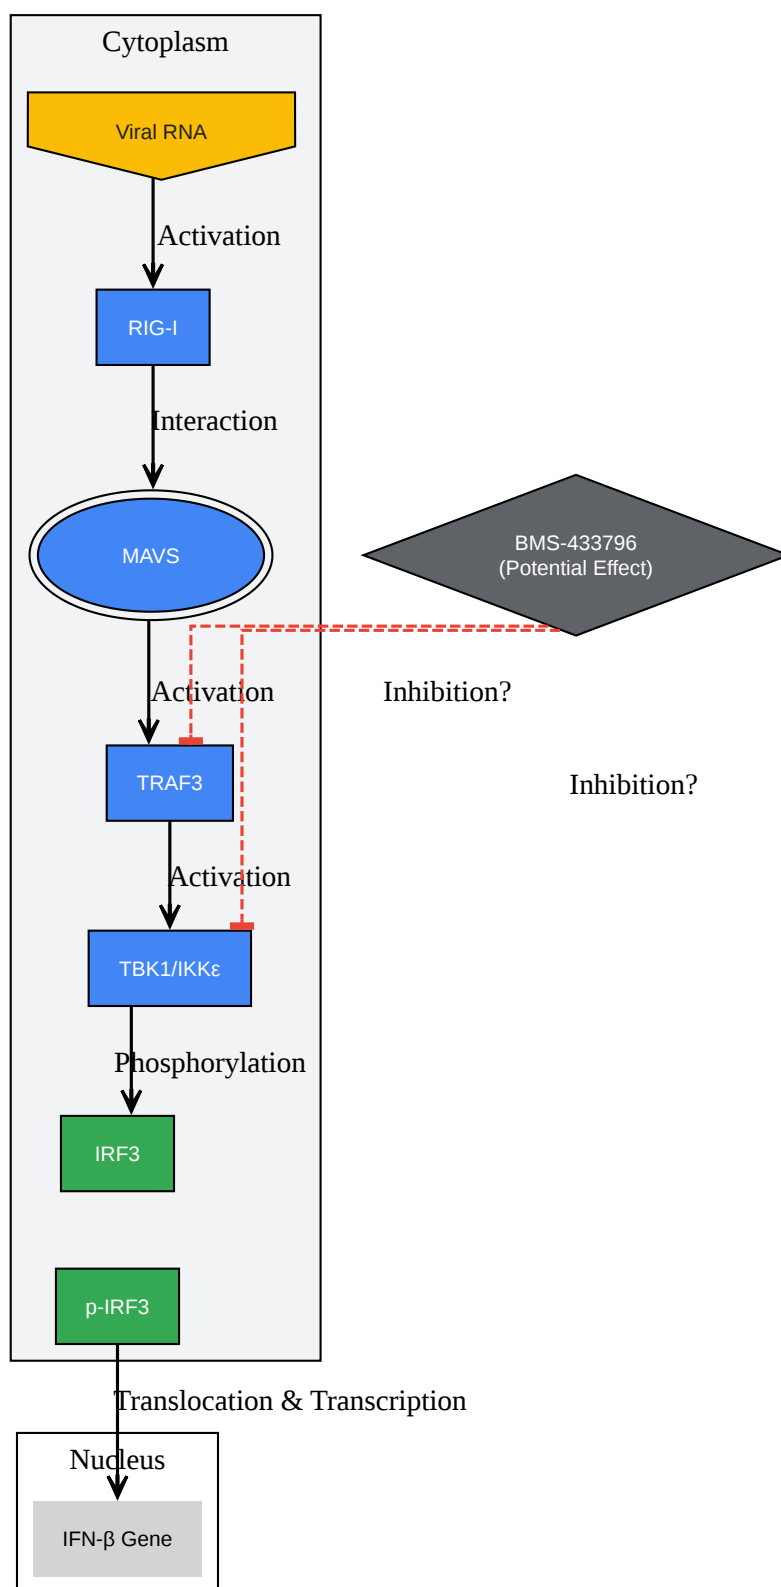 Cytoplasm
Viral RNA
Activation
RIG-I
Interaction
MAVS
BMS-433796
(Potential Effect)
Activation
Inhibition?
TRAF3
Inhibition?
Activation
TBK1/IKKε
Phosphorylation
IRF3
p-IRF3
Translocation & Transcription
Nucleus
IFN-β Gene